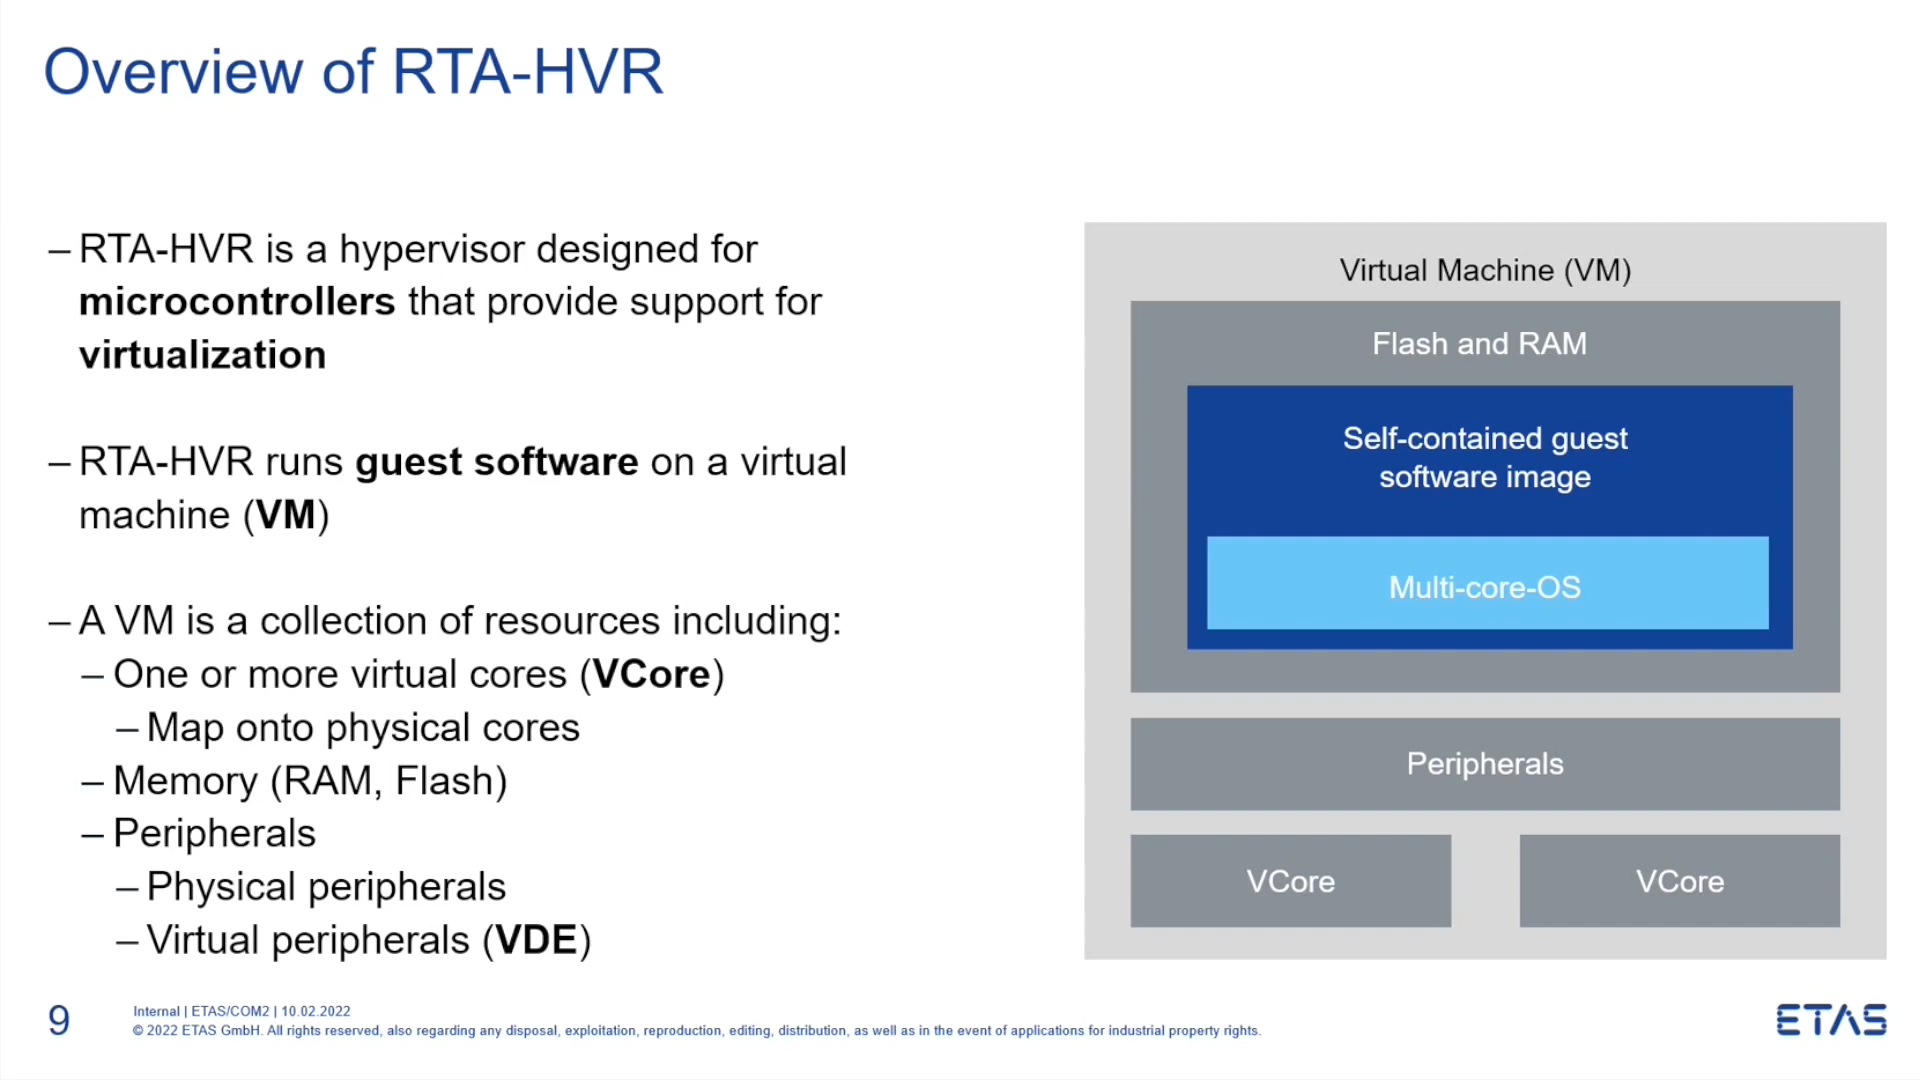 Overview of RTA-HVR
– RTA-HVR is a hypervisor designed for
microcontrollers that provide support for
virtualization
– RTA-HVR runs guest software on a virtual
machine (VM)
– A VM is a collection of resources including:
– One or more virtual cores (VCore)
– Map onto physical cores
– Memory (RAM, Flash)
– Peripherals
– Physical peripherals
– Virtual peripherals (VDE)
Virtual Machine (VM)
Flash and RAM
Self-contained guest
software image
Multi-core-OS
Peripherals
VCore
VCore
9
Internal | ETAS/COM2 | 10.02.2022
© 2022 ETAS GmbH. All rights reserved, also regarding any disposal, exploitation, reproduction, editing, distribution, as well as in the event of applications for industrial property rights.
ETAS